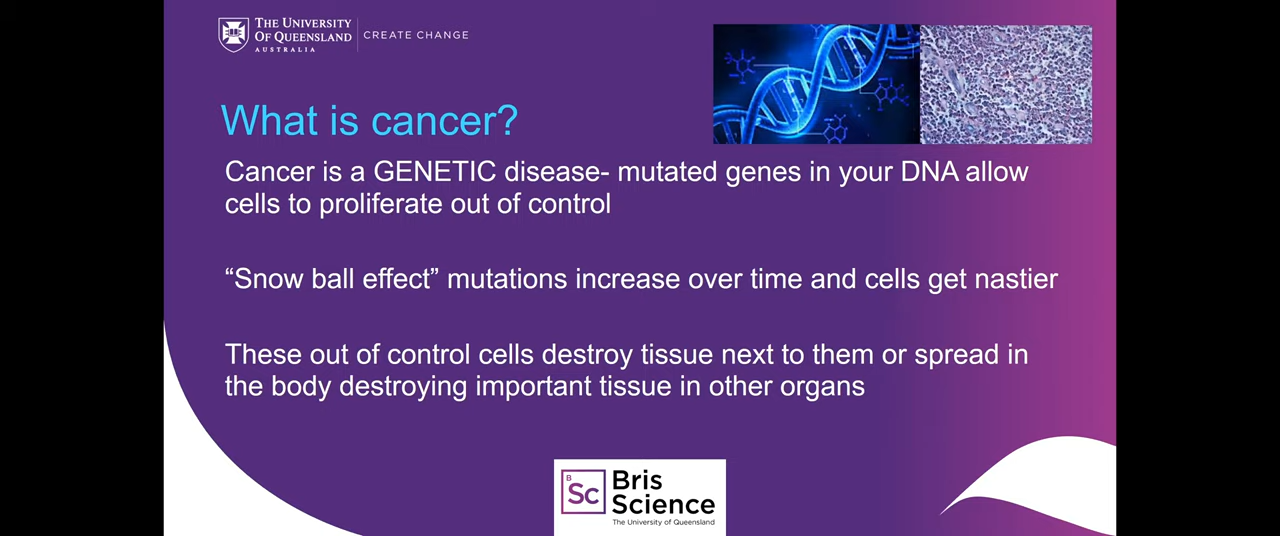 THE UNIVERSITY
OF QUEENSLAND
AUSTRALIA
CREATE CHANGE
What is cancer?
Cancer is a GENETIC disease- mutated genes in your DNA allow
cells to proliferate out of control
“Snow ball effect” mutations increase over time and cells get nastier
These out of control cells destroy tissue next to them or spread in
the body destroying important tissue in other organs
B
Sc
Bris
Science
The University of Queensland